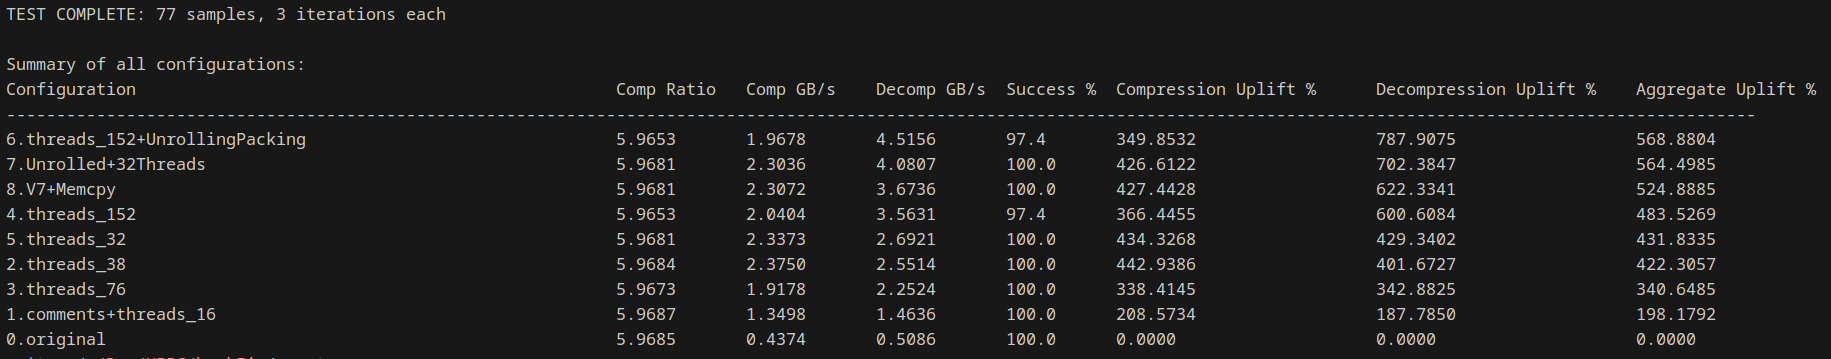 TEST COMPLETE: 77 samples, 3 iterations each
Summary of all configurations:
Configuration Comp Ratio Comp GB/s Decomp GB/s Success % Compression Uplift % Decompression Uplift % Aggregate Uplift %
6.threads_152+UnrollingPacking 5.9653 1.9678 4.5156 97.4 349.8532 787.9075 568.8804
7.Unrolled+32Threads 5.9681 2.3036 4.0807 100.0 426.6122 702.3847 564.4985
8.V7+Memcpy 5.9681 2.3072 3.6736 100.0 427.4428 622.3341 524.8885
4.threads_152 5.9653 2.0404 3.5631 97.4 366.4455 600.6084 483.5269
5.threads_32 5.9681 2.3373 2.6921 100.0 434.3268 429.3402 431.8335
2.threads_38 5.9684 2.3750 2.5514 100.0 442.9386 401.6727 422.3057
3.threads_76 5.9673 1.9178 2.2524 100.0 338.4145 342.8825 340.6485
1.comments+threads_16 5.9687 1.3498 1.4636 100.0 208.5734 187.7850 198.1792
0.original 5.9685 0.4374 0.5086 100.0 0.0000 0.0000 0.0000